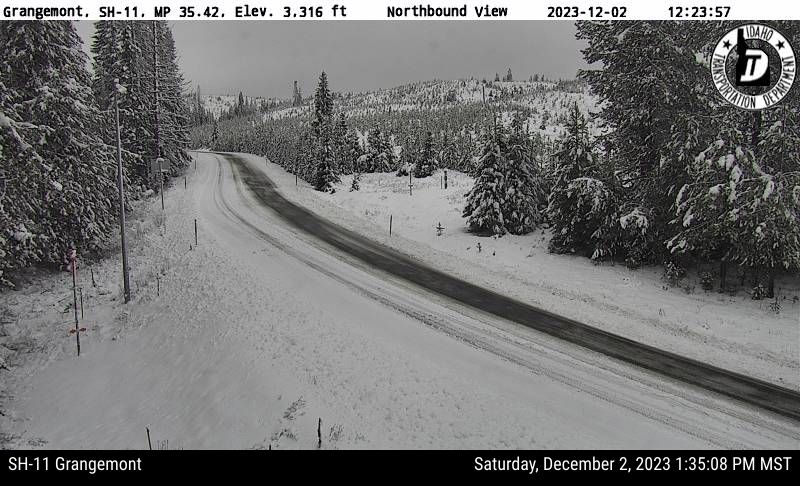 Grangemont, SH-11, MP 35.42, Elev. 3,316 ft Northbound View 2023-12-02 12:23:57
IDAHO
TRANSPORTATION DEPARTMENT
SH-11 Grangemont Saturday, December 2, 2023 1:35:08 PM MST